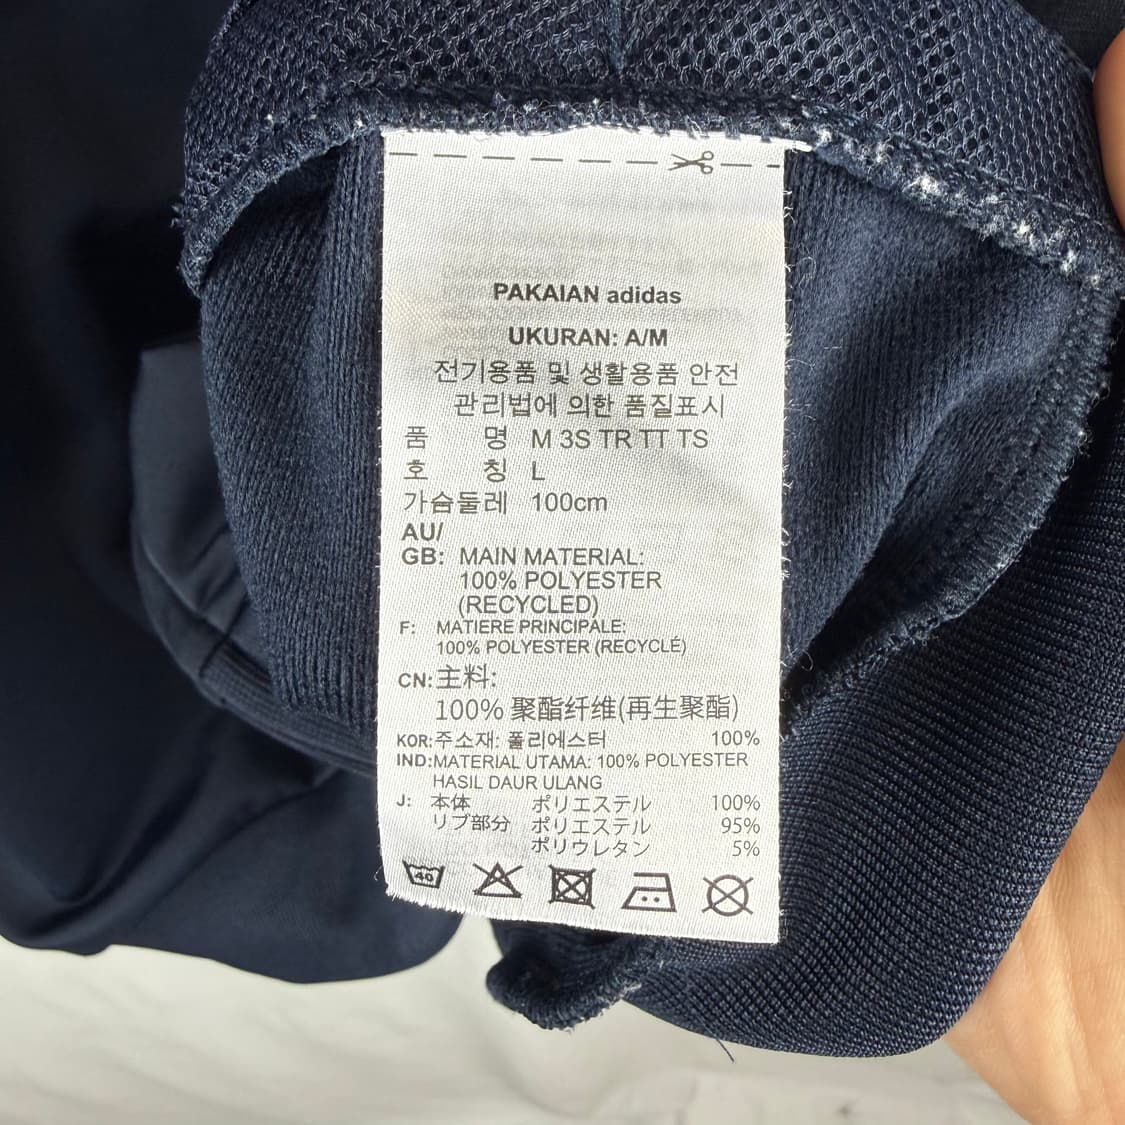 PAKAIAN adidas
UKURAN: A/M
전기용품 및 생활용품 안전
관리법에 의한 품질표시
품 명 M 3S TR TT TS
호 칭 L
가슴둘레 100cm
AU/
GB: MAIN MATERIAL:
100% POLYESTER
(RECYCLED)
F: MATIERE PRINCIPALE:
100% POLYESTER (RECYCLÉ)
CN: 主料:
100% 聚酯纤维(再生聚酯)
KOR: 주소재: 폴리에스터 100%
IND: MATERIAL UTAMA: 100% POLYESTER
HASIL DAUR ULANG
J: 本体 ポリエステル 100%
リブ部分 ポリエステル 95%
ポリウレタン 5%
40